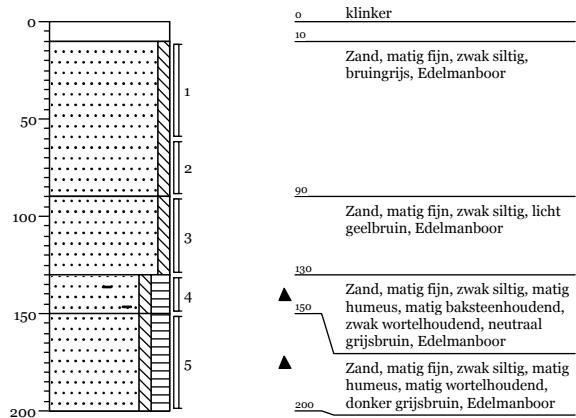 0
50
100
150
200
1
2
3
4
5
0 klinker
10
Zand, matig fijn, zwak siltig,
bruingrijs, Edelmanboor
90
Zand, matig fijn, zwak siltig, licht
geelbruin, Edelmanboor
130
Zand, matig fijn, zwak siltig, matig
humeus, matig baksteenhoudend,
zwak wortelhoudend, neutraal
grijsbruin, Edelmanboor
150
Zand, matig fijn, zwak siltig, matig
humeus, matig wortelhoudend,
donker grijsbruin, Edelmanboor
200